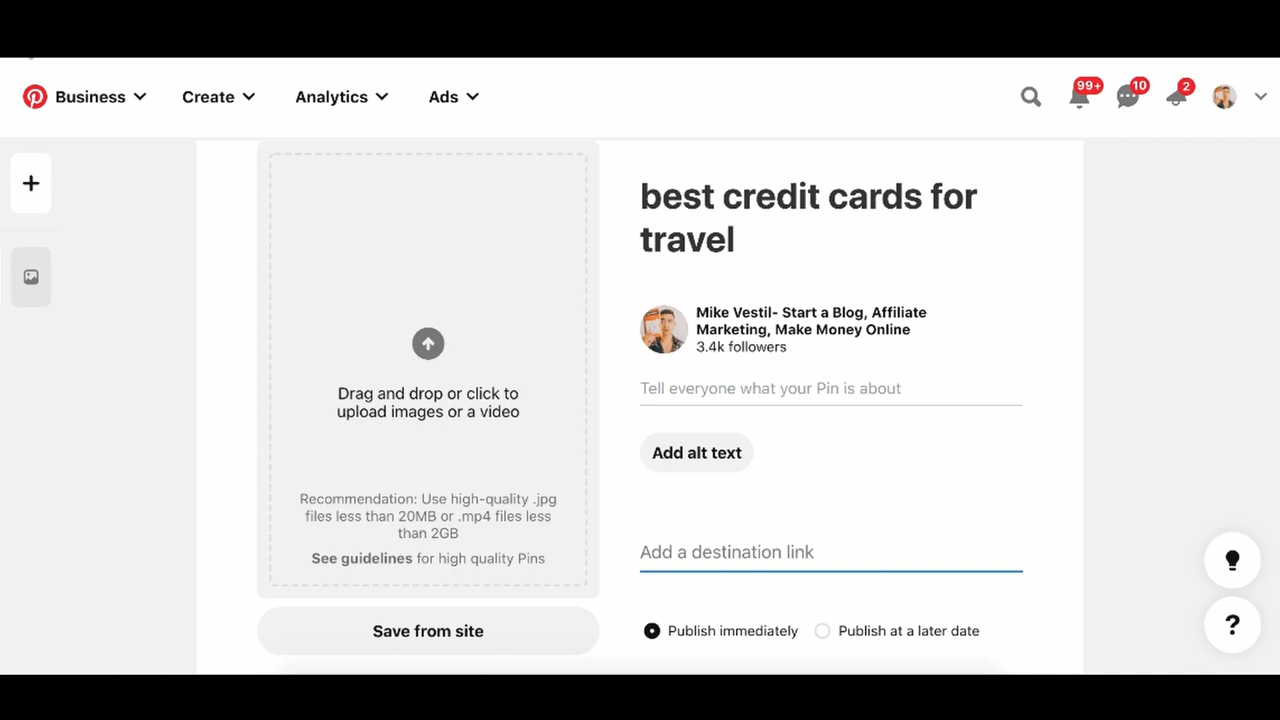 Business
Create
Analytics
Ads
99+
10
2
best credit cards for
travel
Mike Vestil- Start a Blog, Affiliate
Marketing, Make Money Online
3.4k followers
Tell everyone what your Pin is about
Add alt text
Drag and drop or click to
upload images or a video
Recommendation: Use high-quality .jpg
files less than 20MB or .mp4 files less
than 2GB
See guidelines for high quality Pins
Add a destination link
Save from site
Publish immediately
Publish at a later date
?